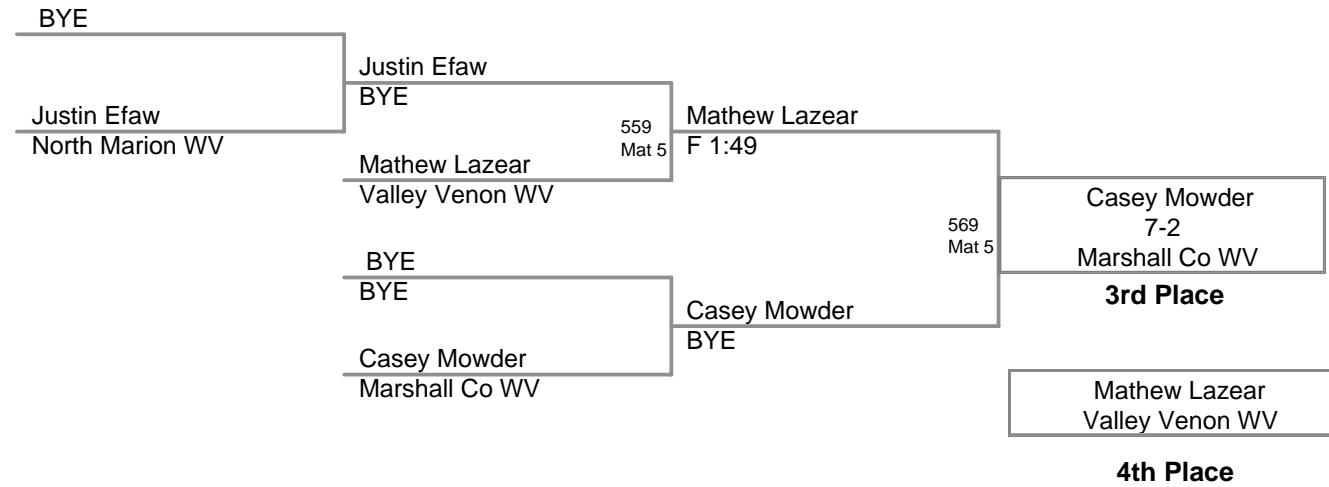 BYE
Justin Efaw
North Marion WV
Justin Efaw
BYE
Mathew Lazear
Valley Venon WV
559
Mat 5
Mathew Lazear
F 1:49
BYE
BYE
Casey Mowder
Marshall Co WV
Casey Mowder
BYE
569
Mat 5
Casey Mowder
7-2
Marshall Co WV
3rd Place
Mathew Lazear
Valley Venon WV
4th Place